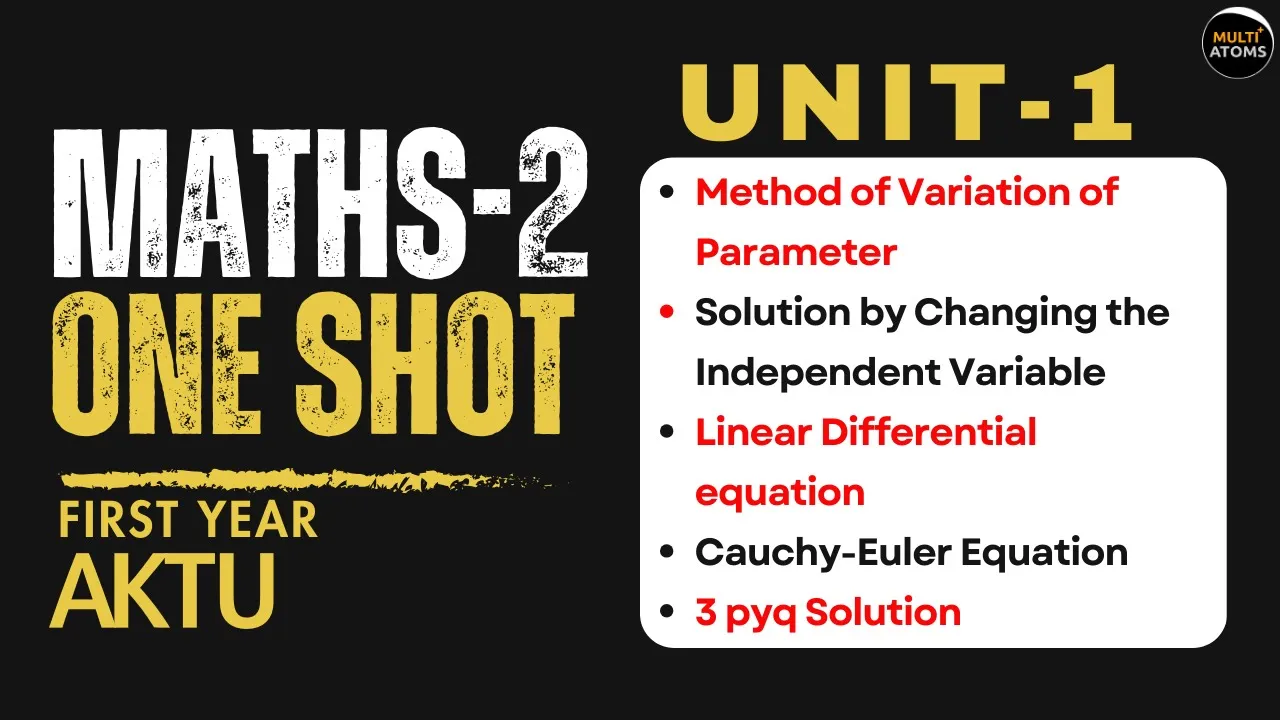 MATHS-2
ONE SHOT
FIRST YEAR
AKTU
UNIT-1
• Method of Variation of
Parameter
• Solution by Changing the
Independent Variable
• Linear Differential
equation
• Cauchy-Euler Equation
• 3 pyq Solution
MULTI+
ATOMS